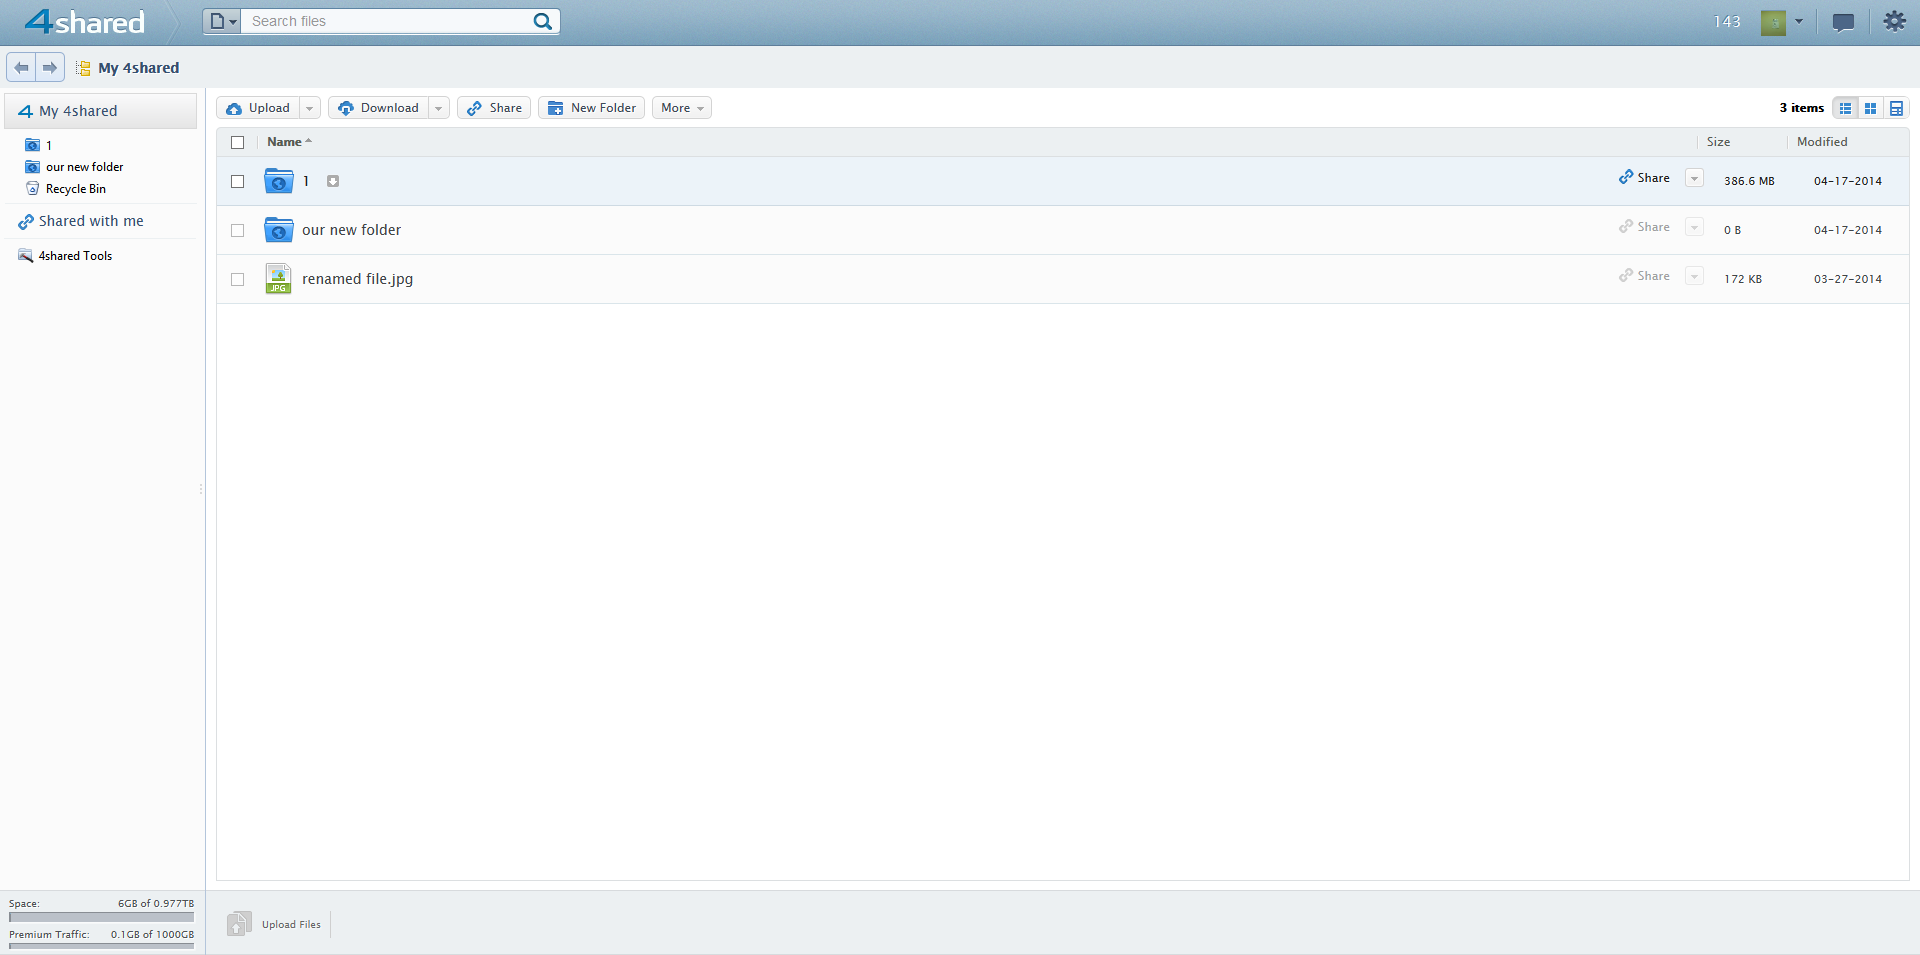 4shared
Search files
143
My 4shared
My 4shared
1
our new folder
Recycle Bin
Shared with me
4shared Tools
Upload
Download
Share
New Folder
More
3 items
Name
Size
Modified
1
Share
386.6 MB
04-17-2014
our new folder
Share
0 B
04-17-2014
JPG
renamed file.jpg
Share
172 KB
03-27-2014
Space:
6GB of 0.977TB
Premium Traffic:
0.1GB of 1000GB
Upload Files